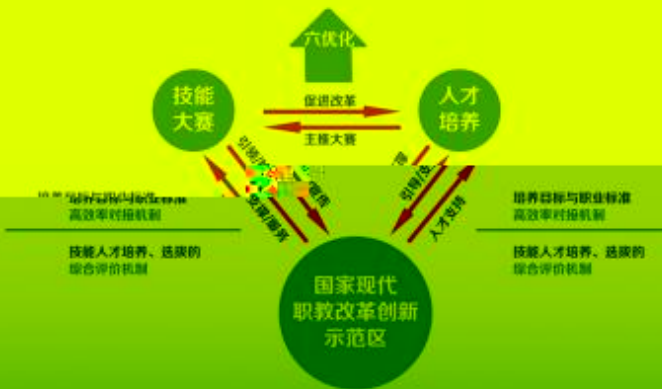 六优化
技能
大赛
促进改革
主推大赛
人才
培养
人才支持
培养目标与职业标准
高效率对接机制
技能人才培养、选拔的
综合评价机制
培养目标与职业标准
高效率对接机制
技能人才培养、选拔的
综合评价机制
国家现代
职教改革创新
示范区